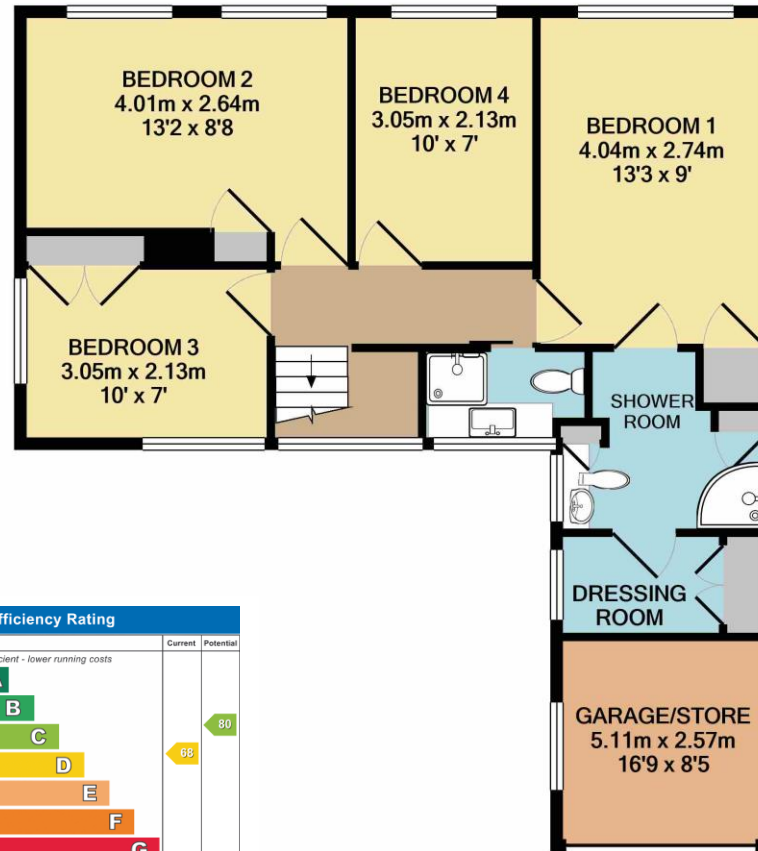 BEDROOM 2
4.01m x 2.64m
13'2 x 8'8
BEDROOM 4
3.05m x 2.13m
10' x 7'
BEDROOM 1
4.04m x 2.74m
13'3 x 9'
BEDROOM 3
3.05m x 2.13m
10' x 7'
SHOWER
ROOM
DRESSING
ROOM
GARAGE/STORE
5.11m x 2.57m
16'9 x 8'5
Rating
Current Potential
- lower running costs
B
C
D
E
F
G
68
80